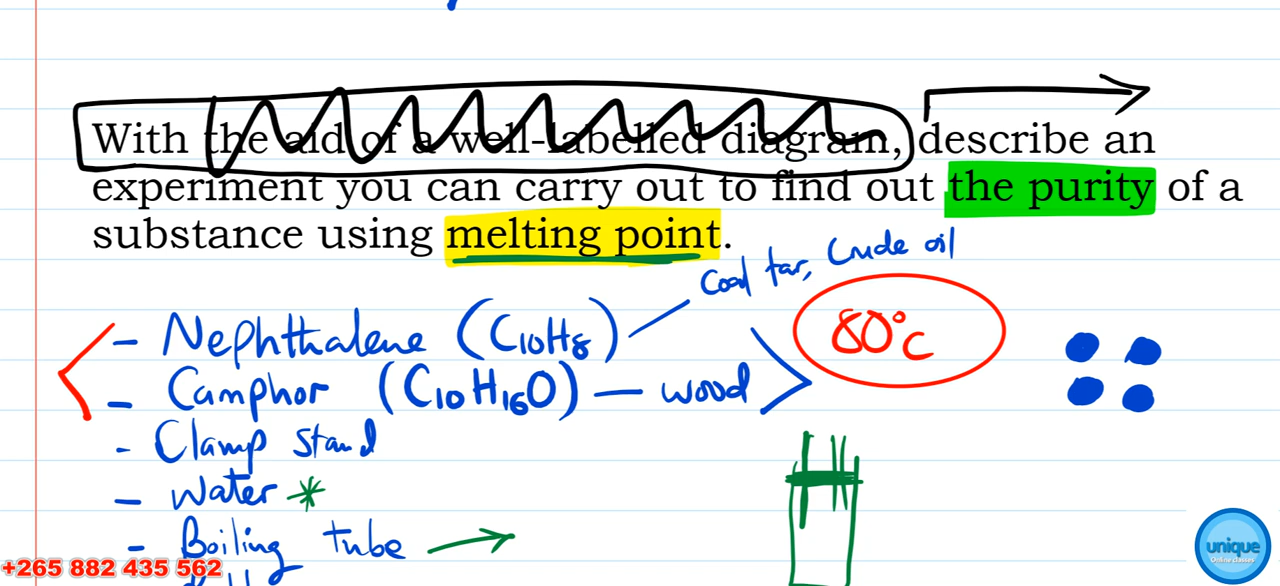 With the aid of a well-labelled diagram, describe an
experiment you can carry out to find out the purity of a
substance using melting point.
Coal tar, Crude oil
- Nephthalene (C10H8)
80°C
- Camphor (C10H16O) — wood
- Clamp stand
- Water *
- Boiling tube
+265 882 435 562
unique
Online classes